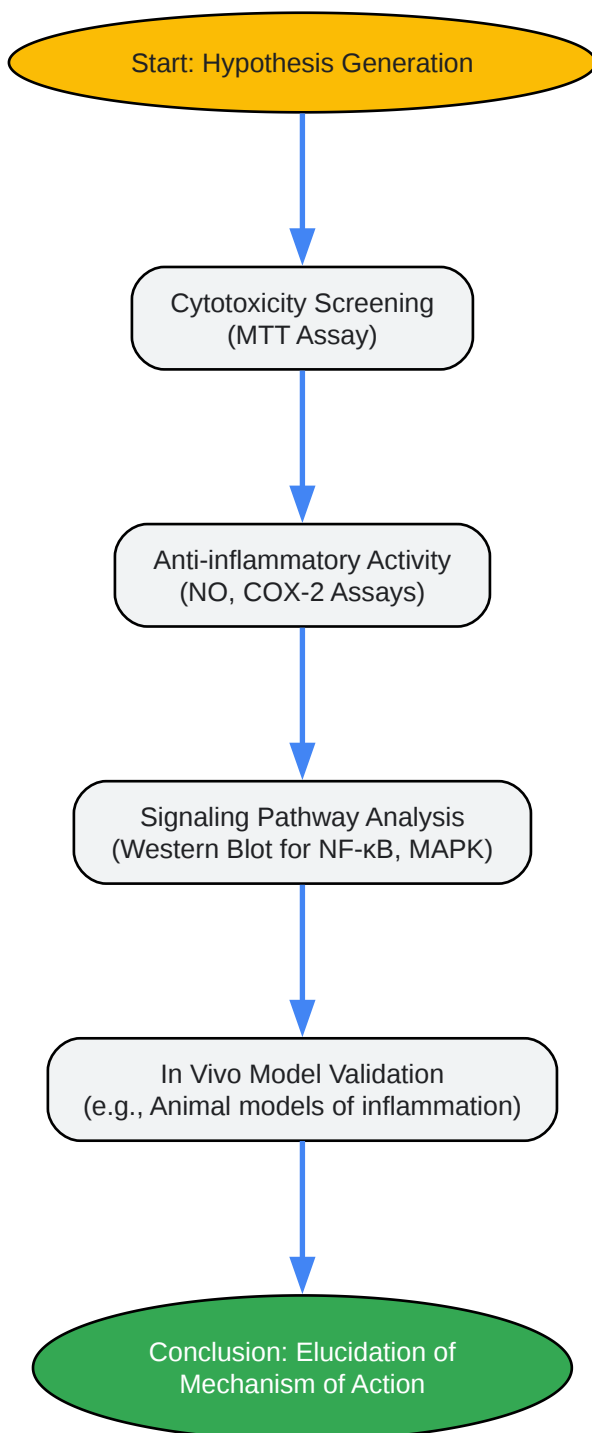 Start: Hypothesis Generation
Cytotoxicity Screening
(MTT Assay)
Anti-inflammatory Activity
(NO, COX-2 Assays)
Signaling Pathway Analysis
(Western Blot for NF-κB, MAPK)
In Vivo Model Validation
(e.g., Animal models of inflammation)
Conclusion: Elucidation of
Mechanism of Action